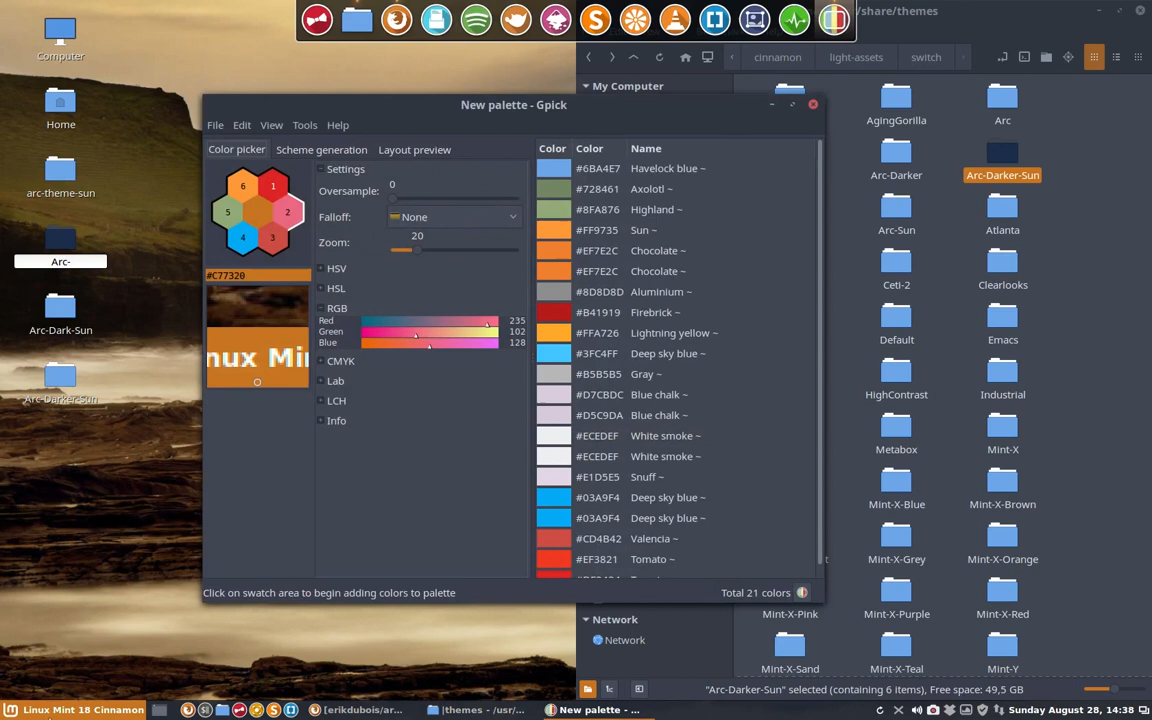 Computer
Home
arc-theme-sun
Arc-
Arc-Dark-Sun
Arc-Darker-Sun
/share/themes
cinnamon
light-assets
switch
My Computer
AgingGorilla
Arc
Arc-Darker
Arc-Darker-Sun
Arc-Sun
Atlanta
Ceti-2
Clearlooks
Default
Emacs
HighContrast
Industrial
Metabox
Mint-X
Mint-X-Blue
Mint-X-Brown
Mint-X-Grey
Mint-X-Orange
Mint-X-Pink
Mint-X-Purple
Mint-X-Red
Mint-X-Sand
Mint-X-Teal
Mint-Y
Network
Network
"Arc-Darker-Sun" selected (containing 6 items), Free space: 49,5 GB
New palette - Gpick
File Edit View Tools Help
Color picker Scheme generation Layout preview
6 1
5 2
4 3
#C77320
nux Mi
Settings
Oversample: 0
Falloff: None
Zoom: 20
HSV
HSL
RGB
Red 235
Green 102
Blue 128
CMYK
Lab
LCH
Info
Color Color Name
#6BA4E7 Havelock blue ~
#728461 Axolotl ~
#8FA876 Highland ~
#FF9735 Sun ~
#EF7E2C Chocolate ~
#EF7E2C Chocolate ~
#8D8D8D Aluminium ~
#B41919 Firebrick ~
#FFA726 Lightning yellow ~
#3FC4FF Deep sky blue ~
#B5B5B5 Gray ~
#D7CBDC Blue chalk ~
#D5C9DA Blue chalk ~
#ECEDEF White smoke ~
#ECEDEF White smoke ~
#E1D5E5 Snuff ~
#03A9F4 Deep sky blue ~
#03A9F4 Deep sky blue ~
#CD4B42 Valencia ~
#EF3821 Tomato ~
Click on swatch area to begin adding colors to palette
Total 21 colors
Linux Mint 18 Cinnamon
[erikdubois/ar...
themes - /usr/...
New palette - ...
Sunday August 28, 14:38